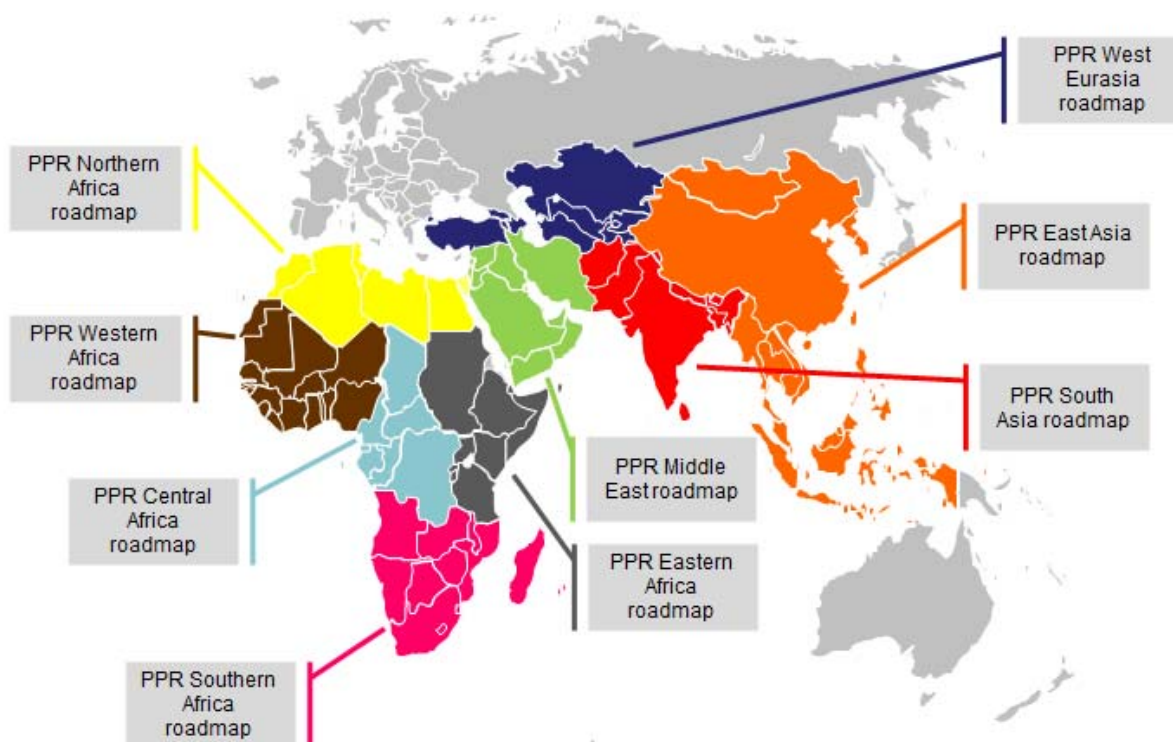 PPR West
Eurasia
roadmap
PPR Northern
Africa
roadmap
PPR East Asia
roadmap
PPR Western
Africa
roadmap
PPR South
Asia roadmap
PPR Middle
East roadmap
PPR Central
Africa
roadmap
PPR Eastern
Africa
roadmap
PPR Southern
Africa
roadmap